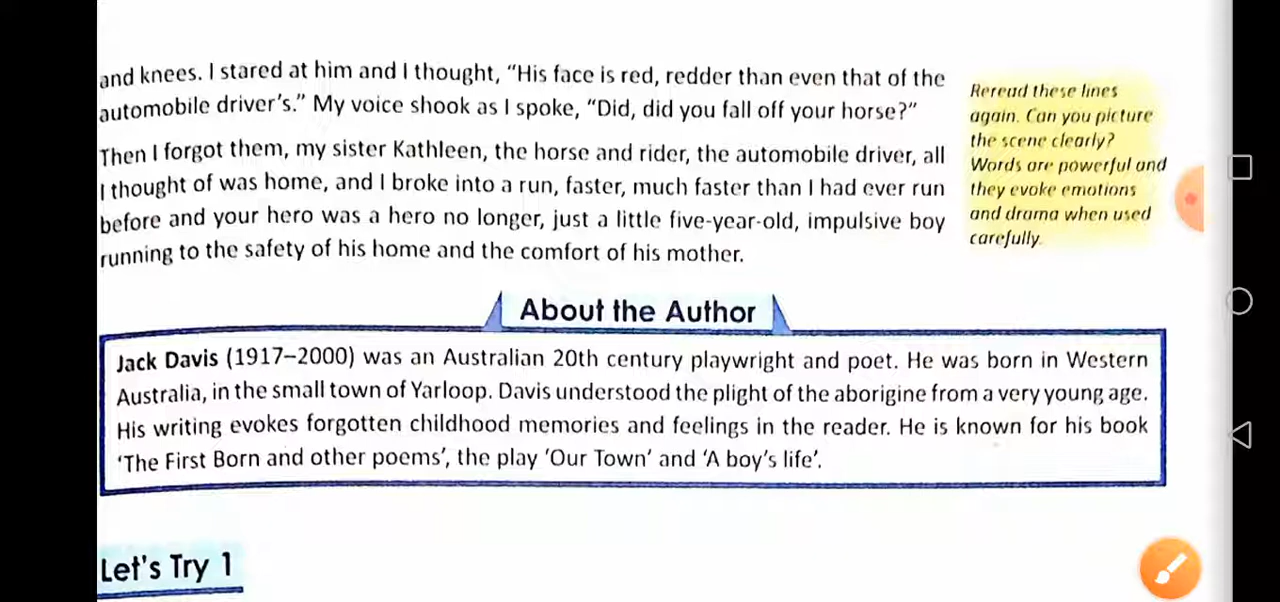 and knees. I stared at him and I thought, “His face is red, redder than even that of the
automobile driver’s.” My voice shook as I spoke, “Did, did you fall off your horse?”
Then I forgot them, my sister Kathleen, the horse and rider, the automobile driver, all
I thought of was home, and I broke into a run, faster, much faster than I had ever run
before and your hero was a hero no longer, just a little five-year-old, impulsive boy
running to the safety of his home and the comfort of his mother.
Reread these lines
again. Can you picture
the scene clearly?
Words are powerful and
they evoke emotions
and drama when used
carefully.
About the Author
Jack Davis (1917–2000) was an Australian 20th century playwright and poet. He was born in Western
Australia, in the small town of Yarloop. Davis understood the plight of the aborigine from a very young age.
His writing evokes forgotten childhood memories and feelings in the reader. He is known for his book
‘The First Born and other poems’, the play ‘Our Town’ and ‘A boy’s life’.
Let's Try 1